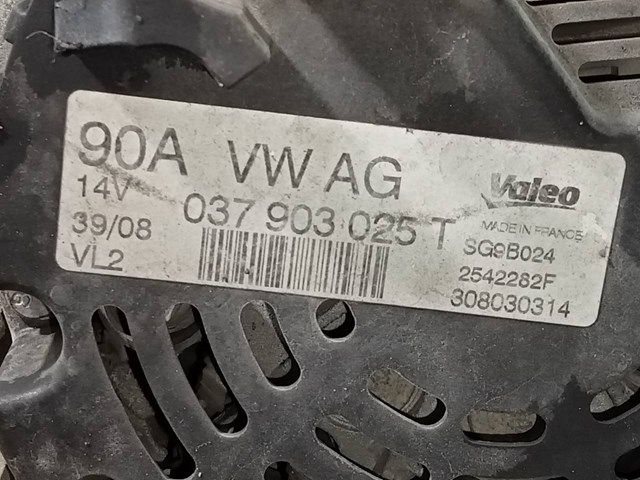 90A VW AG
Valeo
14V
037 903 025 T
MADE IN FRANCE
39/08
SG9B024
VL2
2542282F
308030314